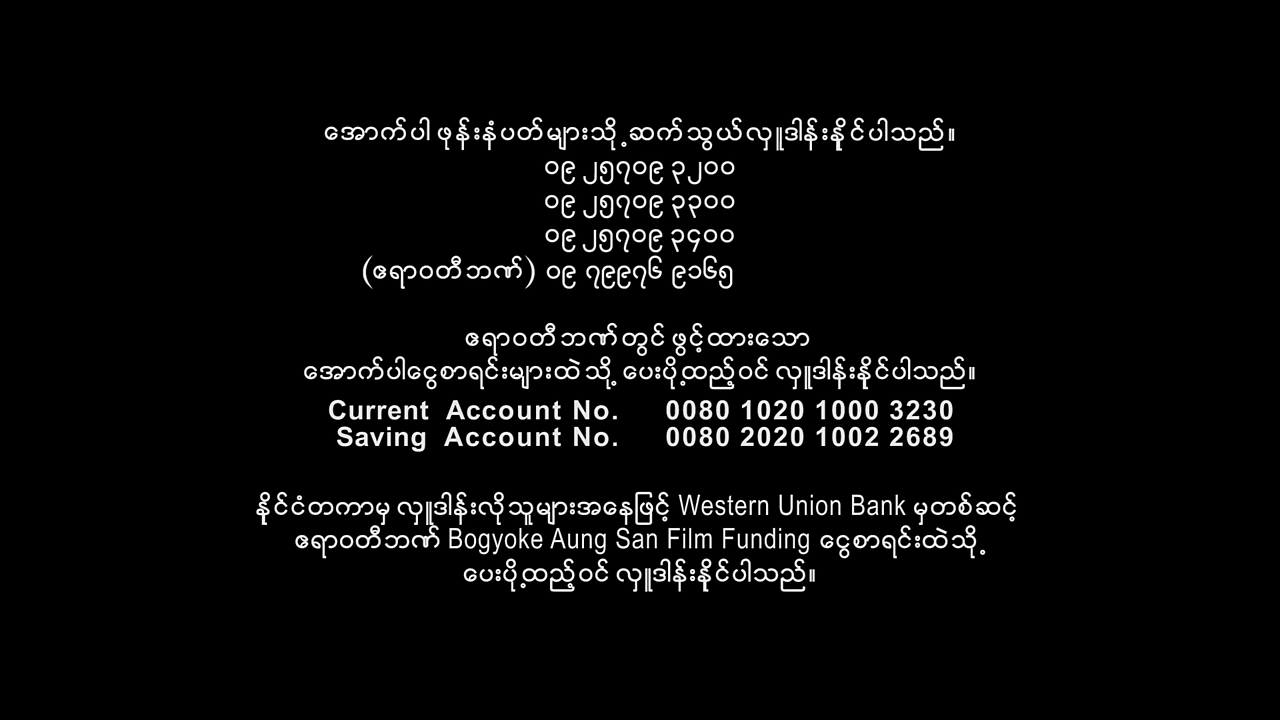 အောက်ပါ ဖုန်းနံပတ်များသို့ ဆက်သွယ်လှူဒါန်းနိုင်ပါသည်။
၀၉ ၂၅၇၀၉ ၃၂၀၀
၀၉ ၂၅၇၀၉ ၃၃၀၀
၀၉ ၂၅၇၀၉ ၃၄၀၀
(ဧရာဝတီဘဏ်) ၀၉ ၇၉၉၇၆ ၉၁၆၅
ဧရာဝတီဘဏ်တွင် ဖွင့်ထားသော
အောက်ပါငွေစာရင်းများထဲသို့ ပေးပို့ထည့်ဝင် လှူဒါန်းနိုင်ပါသည်။
Current Account No. 0080 1020 1000 3230
Saving Account No. 0080 2020 1002 2689
နိုင်ငံတကာမှ လှူဒါန်းလိုသူများအနေဖြင့် Western Union Bank မှတစ်ဆင့်
ဧရာဝတီဘဏ် Bogyoke Aung San Film Funding ငွေစာရင်းထဲသို့
ပေးပို့ထည့်ဝင် လှူဒါန်းနိုင်ပါသည်။